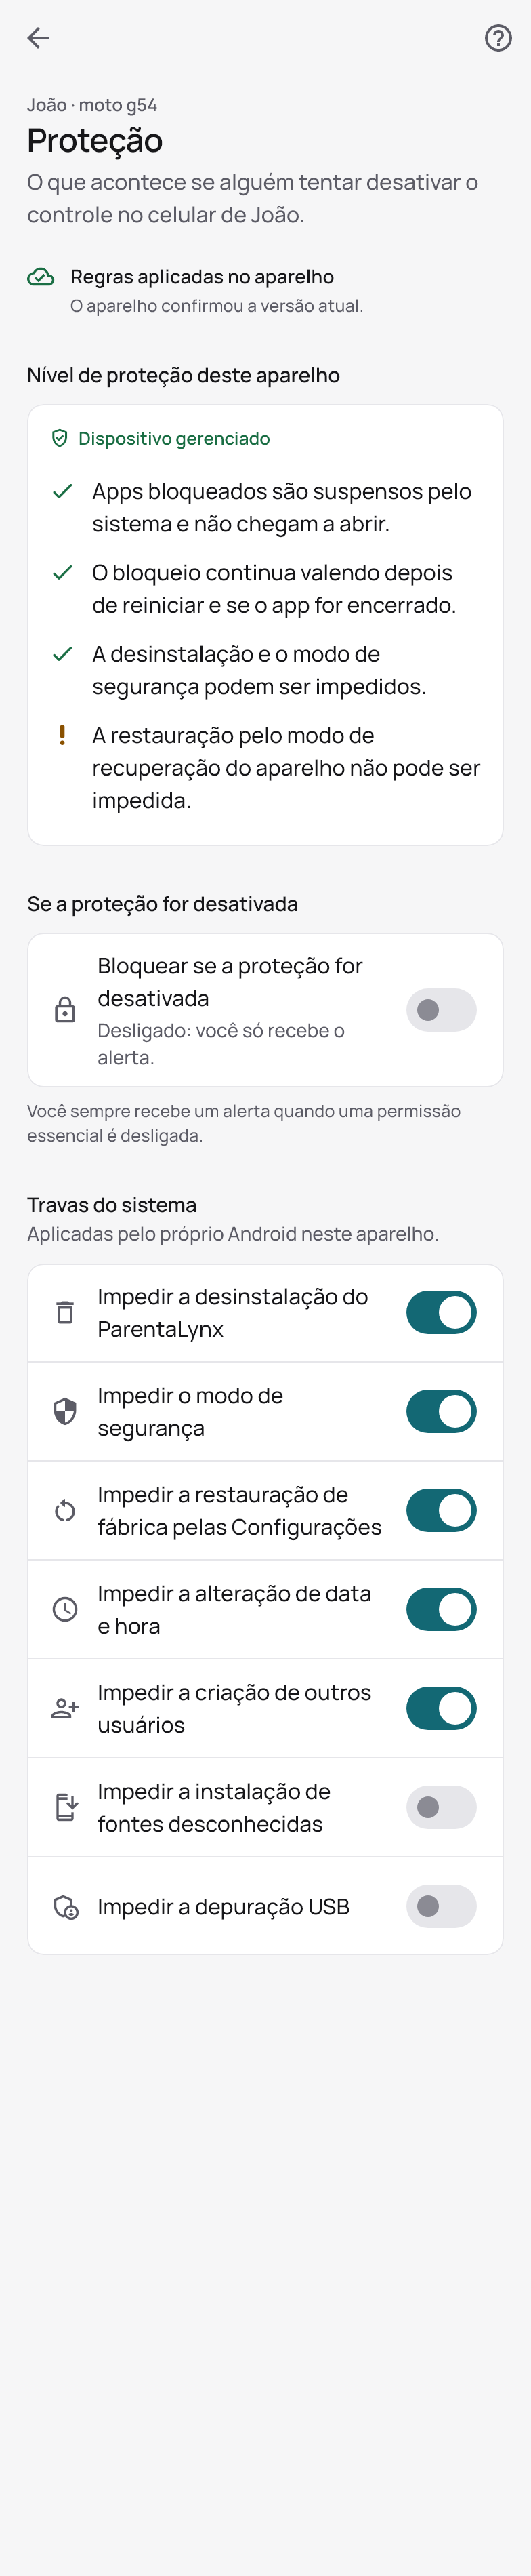 João · moto g54
Proteção
O que acontece se alguém tentar desativar o
controle no celular de João.
Regras aplicadas no aparelho
O aparelho confirmou a versão atual.
Nível de proteção deste aparelho
Dispositivo gerenciado
Apps bloqueados são suspensos pelo
sistema e não chegam a abrir.
O bloqueio continua valendo depois
de reiniciar e se o app for encerrado.
A desinstalação e o modo de
segurança podem ser impedidos.
A restauração pelo modo de
recuperação do aparelho não pode ser
impedida.
Se a proteção for desativada
Bloquear se a proteção for
desativada
Desligado: você só recebe o
alerta.
Você sempre recebe um alerta quando uma permissão
essencial é desligada.
Travas do sistema
Aplicadas pelo próprio Android neste aparelho.
Impedir a desinstalação do
ParentaLynx
Impedir o modo de
segurança
Impedir a restauração de
fábrica pelas Configurações
Impedir a alteração de data
e hora
Impedir a criação de outros
usuários
Impedir a instalação de
fontes desconhecidas
Impedir a depuração USB